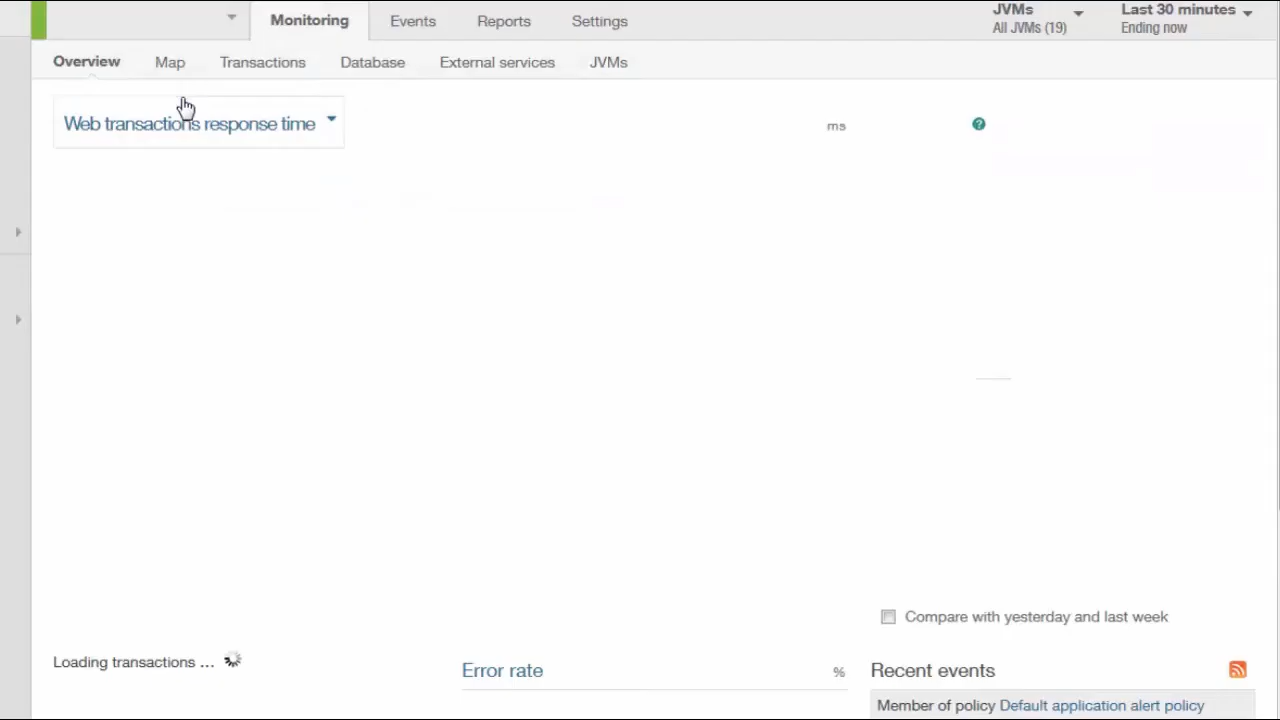 Monitoring
Events
Reports
Settings
JVMs
All JVMs (19)
Last 30 minutes
Ending now
Overview
Map
Transactions
Database
External services
JVMs
Web transactions response time
ms
?
Compare with yesterday and last week
Loading transactions ...
Error rate
%
Recent events
Member of policy Default application alert policy